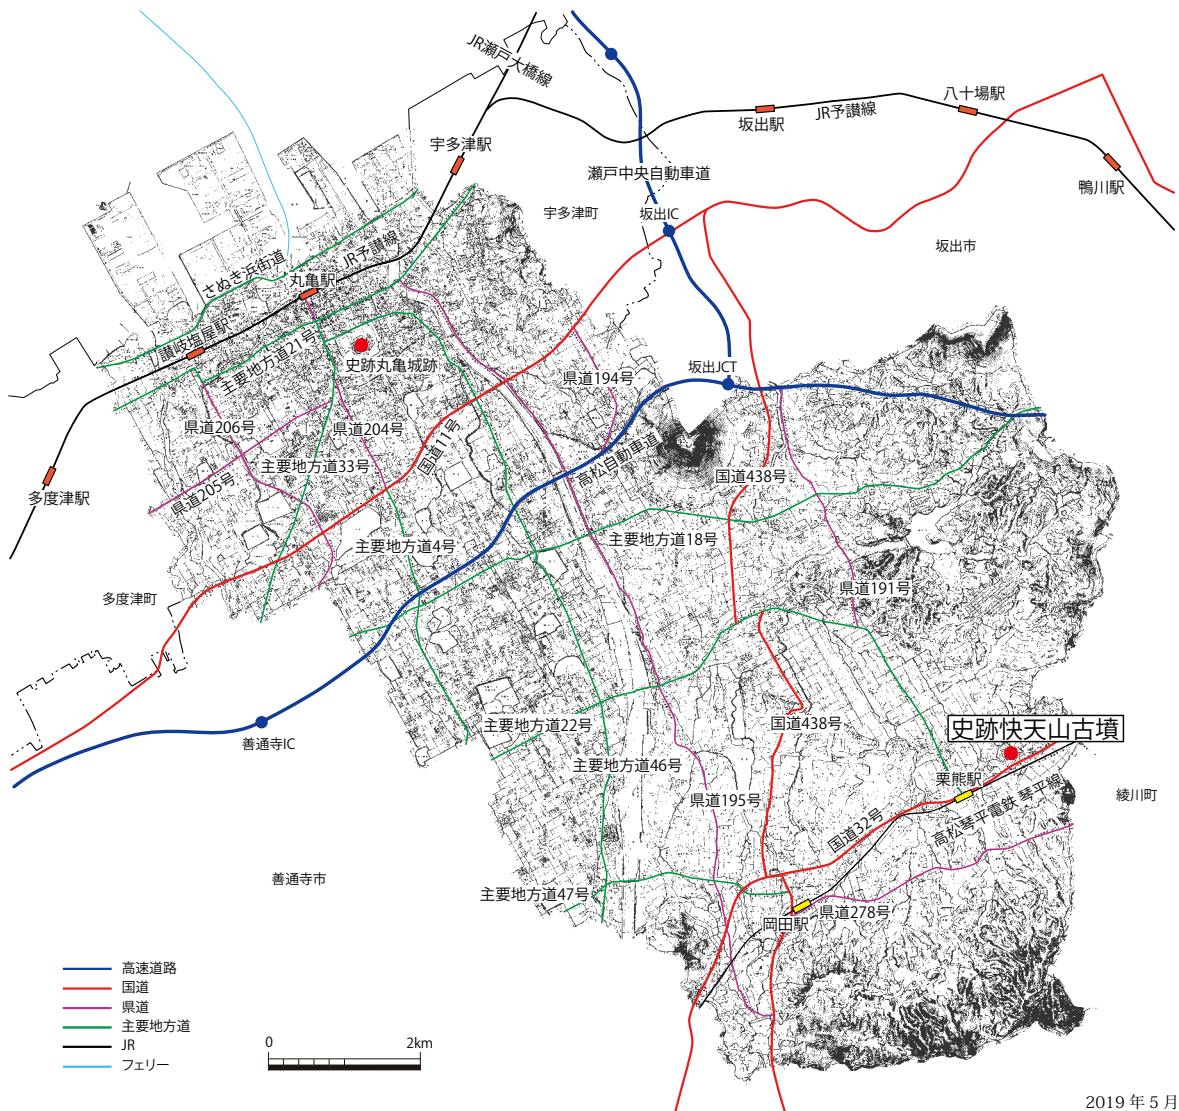 JR瀬戸大橋線
八十場駅
JR予讃線
坂出駅
宇多津駅
瀬戸中央自動車道
鴨川駅
宇多津町
坂出IC
坂出市
JR予讃線
さぬき浜街道
丸亀駅
讃岐塩屋駅
主要地方道21号
史跡丸亀城跡
坂出JCT
県道194号
県道206号
県道204号
国道11号
主要地方道33号
高松自動車道
国道438号
県道205号
多度津駅
主要地方道4号
主要地方道18号
県道191号
多度津町
国道438号
主要地方道22号
史跡快天山古墳
善通寺IC
主要地方道46号
栗熊駅
県道195号
高松琴平電鉄 琴平線
綾川町
国道32号
善通寺市
主要地方道47号
県道278号
岡田駅
高速道路
国道
県道
主要地方道
JR
フェリー
0 2km
2019 年 5 月